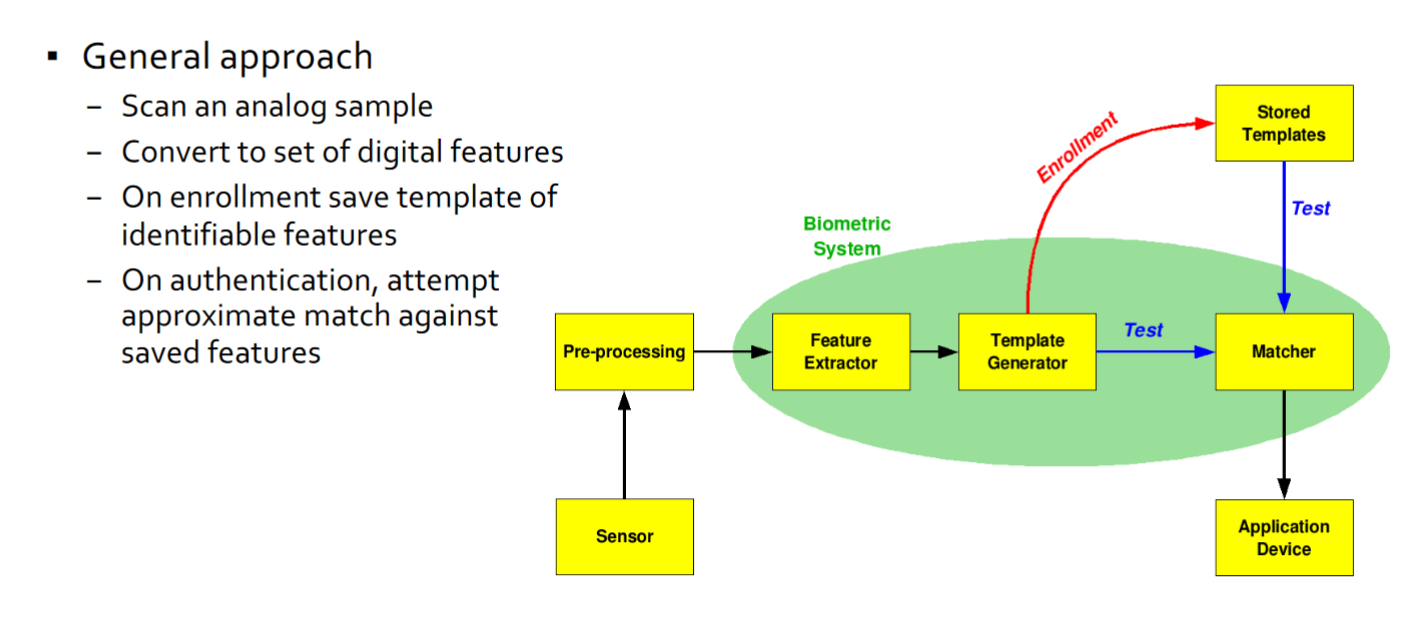 ▪ General approach
– Scan an analog sample
– Convert to set of digital features
– On enrollment save template of
identifiable features
– On authentication, attempt
approximate match against
saved features
Stored
Templates
Enrollment
Test
Biometric
System
Pre-processing
Feature
Extractor
Template
Generator
Test
Matcher
Sensor
Application
Device